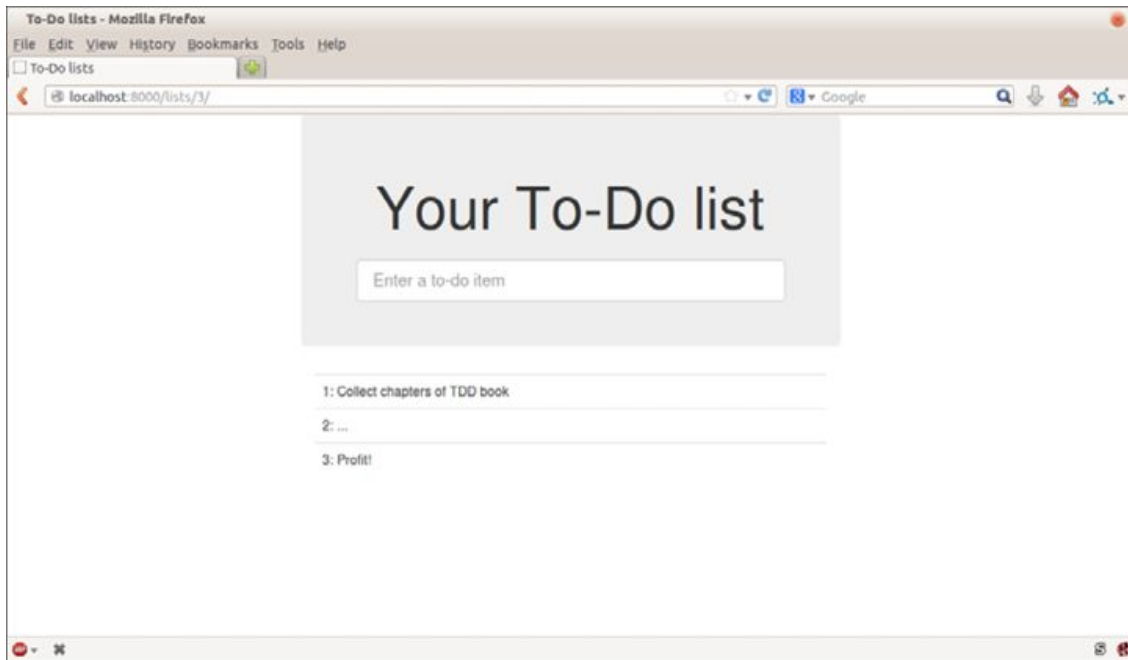 To-Do lists - Mozilla Firefox
File Edit View History Bookmarks Tools Help
To-Do lists
localhost:8000/lists/3/
Google
Your To-Do list
Enter a to-do item
1: Collect chapters of TDD book
2: ...
3: Profit!